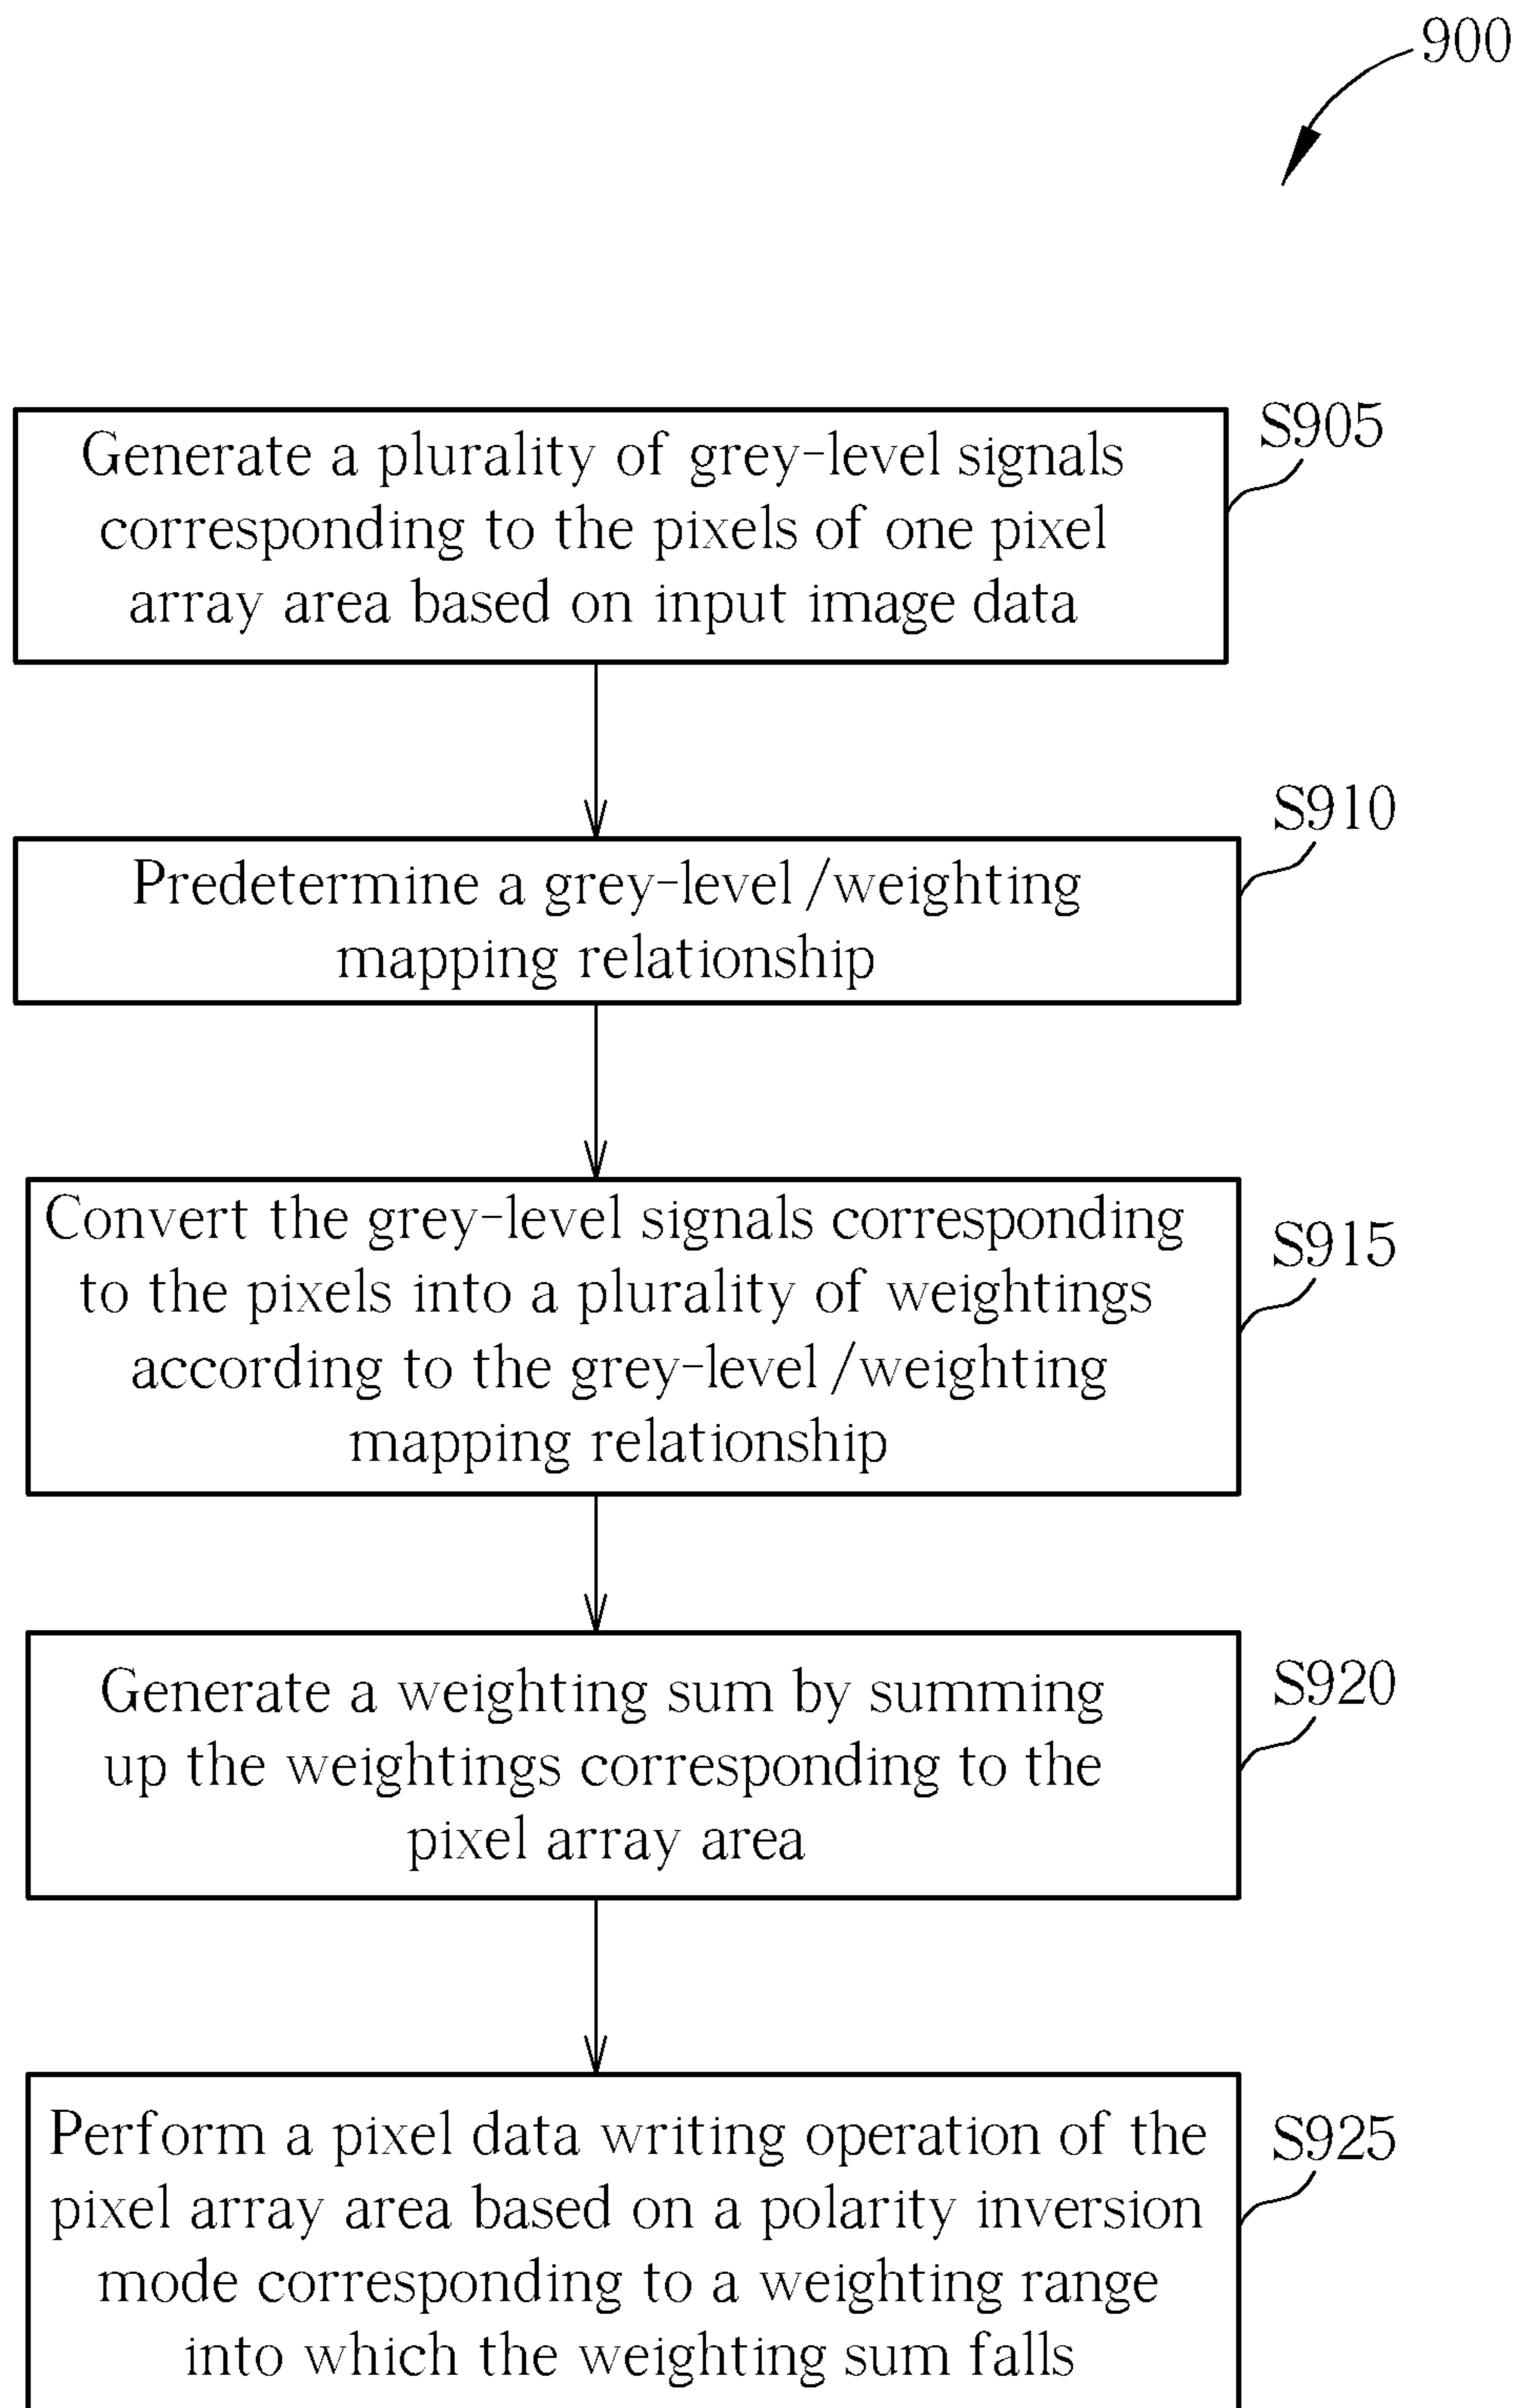 900
S905
Generate a plurality of grey-level signals
corresponding to the pixels of one pixel
array area based on input image data
S910
Predetermine a grey-level/weighting
mapping relationship
S915
Convert the grey-level signals corresponding
to the pixels into a plurality of weightings
according to the grey-level/weighting
mapping relationship
S920
Generate a weighting sum by summing
up the weightings corresponding to the
pixel array area
S925
Perform a pixel data writing operation of the
pixel array area based on a polarity inversion
mode corresponding to a weighting range
into which the weighting sum falls